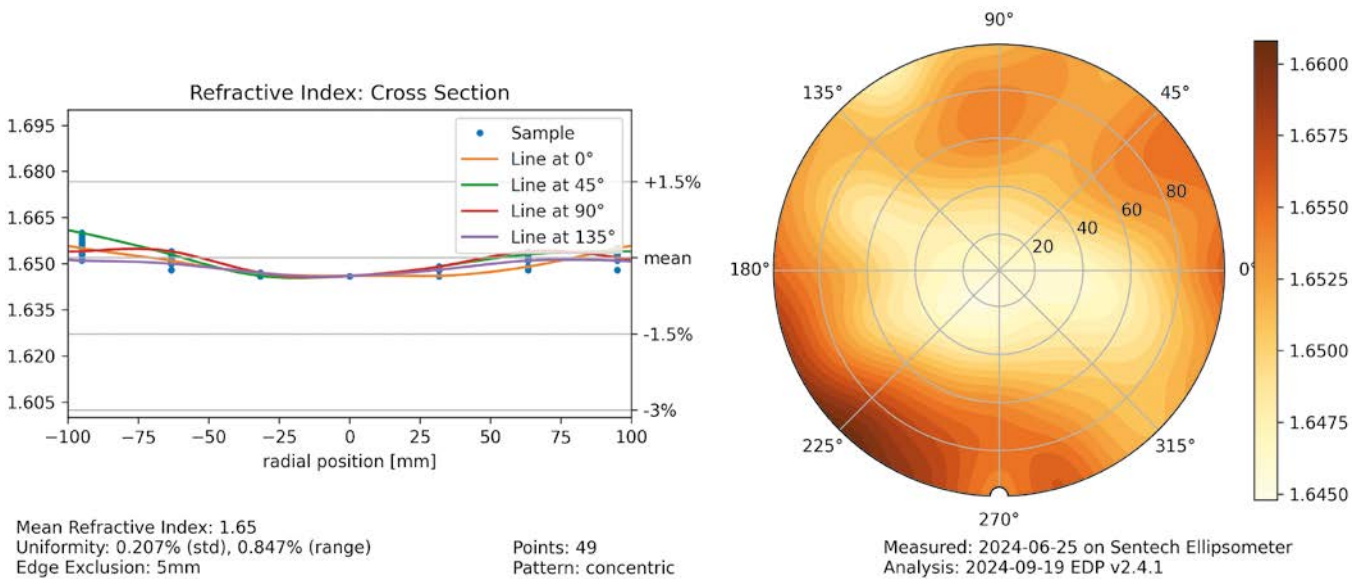 Refractive Index: Cross Section
1.695
1.680
1.665
1.650
1.635
1.620
1.605
Sample
Line at 0°
Line at 45°
Line at 90°
Line at 135°
+1.5%
mean
-1.5%
-3%
−100
−75
−50
−25
0
25
50
75
100
radial position [mm]
90°
135°
45°
180°
0°
225°
315°
270°
20
40
60
80
1.6600
1.6575
1.6550
1.6525
1.6500
1.6475
1.6450
Mean Refractive Index: 1.65
Uniformity: 0.207% (std), 0.847% (range)
Edge Exclusion: 5mm
Points: 49
Pattern: concentric
Measured: 2024-06-25 on Sentech Ellipsometer
Analysis: 2024-09-19 EDP v2.4.1